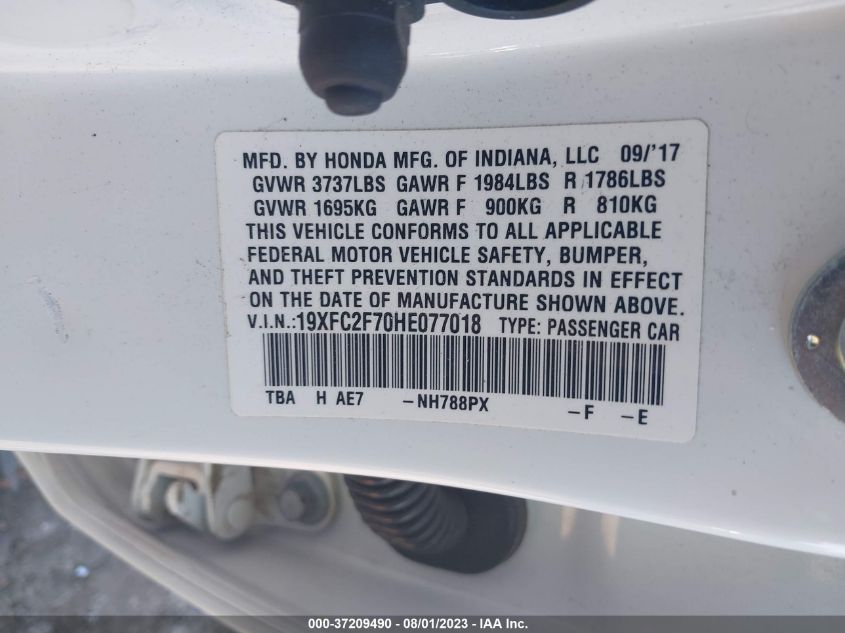 MFD. BY HONDA MFG. OF INDIANA, LLC 09/'17
GVWR 3737LBS GAWR F 1984LBS R 1786LBS
GVWR 1695KG GAWR F 900KG R 810KG
THIS VEHICLE CONFORMS TO ALL APPLICABLE
FEDERAL MOTOR VEHICLE SAFETY, BUMPER,
AND THEFT PREVENTION STANDARDS IN EFFECT
ON THE DATE OF MANUFACTURE SHOWN ABOVE.
V.I.N.:19XFC2F70HE077018 TYPE: PASSENGER CAR
TBA H AE7 -NH788PX -F -E
000-37209490 - 08/01/2023 - IAA Inc.